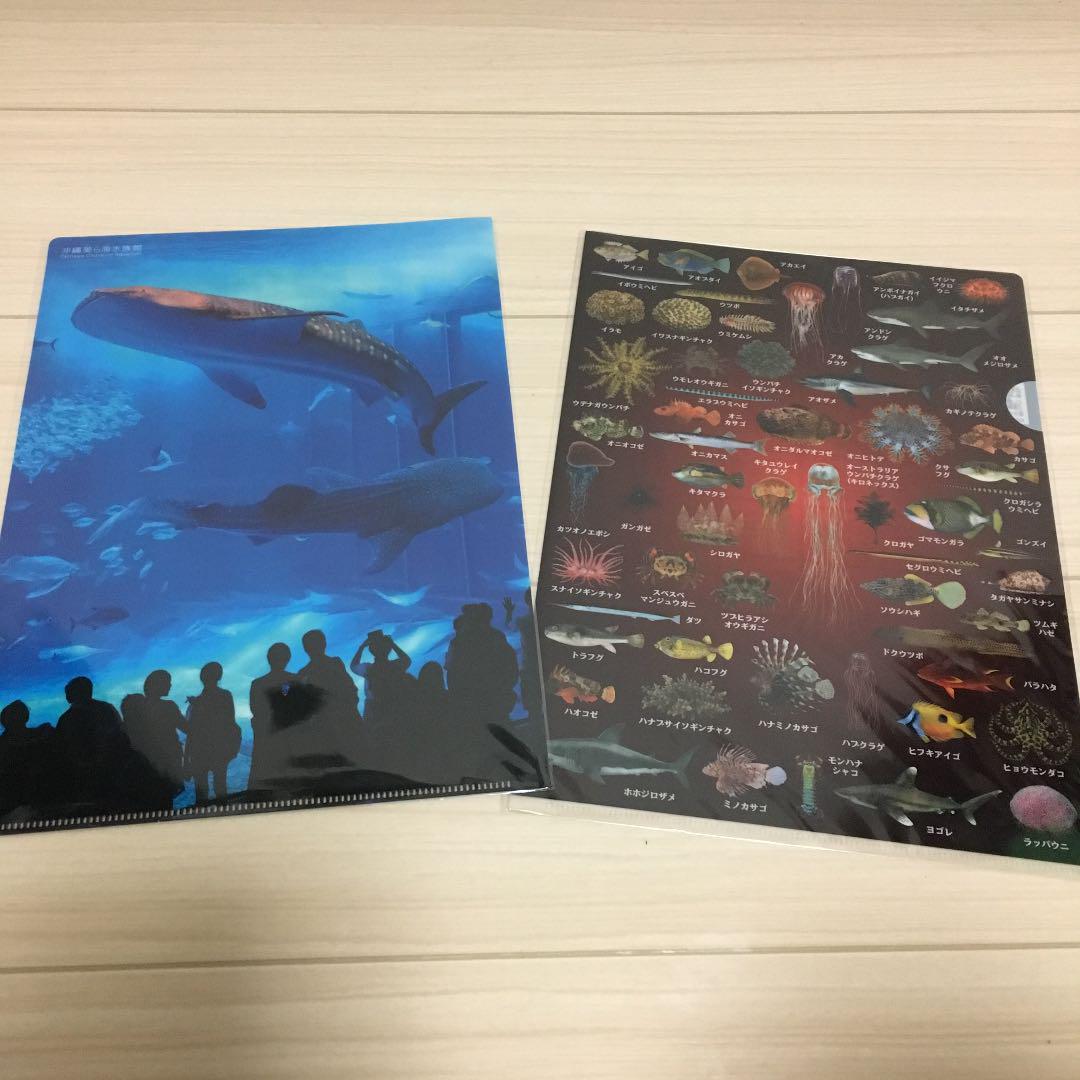 沖縄美ら海水族館
Okinawa Churaumi Aquarium
アイゴ
アオブダイ
アカエイ
アンボイナガイ
(ハブガイ)
イイジマ
フクロ
ウニ
イボウミヘビ
ウツボ
イタチザメ
イラモ
イワスナギンチャク
ウミケムシ
アカ
クラゲ
アンドン
クラゲ
オオ
メジロザメ
ウデナガウンバチ
ウモレオウギガニ
ウンバチ
イソギンチャク
エラブウミヘビ
アオザメ
カギノテクラゲ
オニオコゼ
オニ
カサゴ
オニカマス
オニダルマオコゼ
オニヒトデ
カサゴ
クサ
フグ
キタマクラ
キタユウレイ
クラゲ
オーストラリア
ウンバチクラゲ
(キロネックス)
クロガシラ
ウミヘビ
カツオノエボシ
ガンガゼ
シロガヤ
クロガヤ
ゴマモンガラ
ゴンズイ
セグロウミヘビ
スナイソギンチャク
スベスベ
マンジュウガニ
ツブヒラアシ
オウギガニ
ソウシハギ
タガヤサンミナシ
ダツ
ツムギ
ハゼ
トラフグ
ハコフグ
ドクウツボ
バラハタ
ハオコゼ
ハナブサイソギンチャク
ハナミノカサゴ
ハブクラゲ
ヒフキアイゴ
ヒョウモンダコ
ホホジロザメ
ミノカサゴ
モンハナ
シャコ
ヨゴレ
ラッパウニ